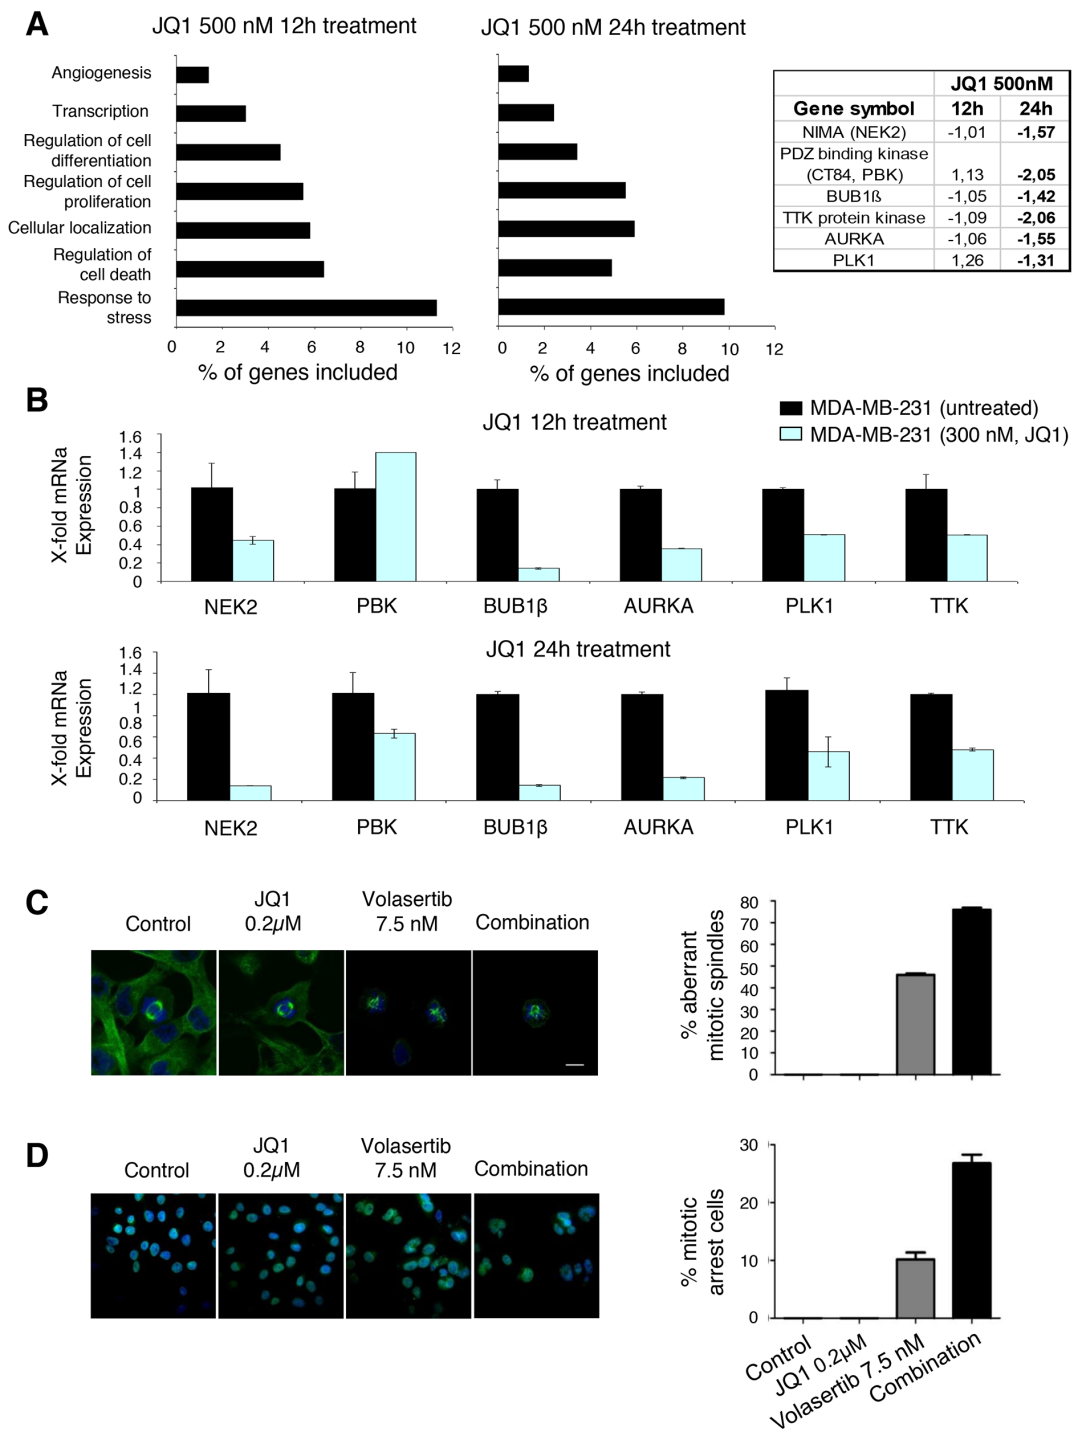 A
JQ1 500 nM 12h treatment
Angiogenesis
Transcription
Regulation of cell
differentiation
Regulation of cell
proliferation
Cellular localization
Regulation of
cell death
Response to
stress
0 2 4 6 8 10 12
% of genes included
JQ1 500 nM 24h treatment
0 2 4 6 8 10 12
% of genes included
JQ1 500nM
Gene symbol 12h 24h
NIMA (NEK2) -1,01 -1,57
PDZ binding kinase
(CT84, PBK) 1,13 -2,05
BUB1ß -1,05 -1,42
TTK protein kinase -1,09 -2,06
AURKA -1,06 -1,55
PLK1 1,26 -1,31
B
MDA-MB-231 (untreated)
MDA-MB-231 (300 nM, JQ1)
JQ1 12h treatment
X-fold mRNa
Expression
1.6
1.4
1.2
1
0.8
0.6
0.4
0.2
0
NEK2 PBK BUB1β AURKA PLK1 TTK
JQ1 24h treatment
X-fold mRNa
Expression
1.6
1.4
1.2
1
0.8
0.6
0.4
0.2
0
NEK2 PBK BUB1β AURKA PLK1 TTK
C
Control
JQ1
0.2µM
Volasertib
7.5 nM
Combination
% aberrant
mitotic spindles
80
70
60
50
40
30
20
10
0
D
Control
JQ1
0.2µM
Volasertib
7.5 nM
Combination
% mitotic
arrest cells
30
20
10
0
Control
JQ1 0.2µM
Volasertib 7.5 nM
Combination